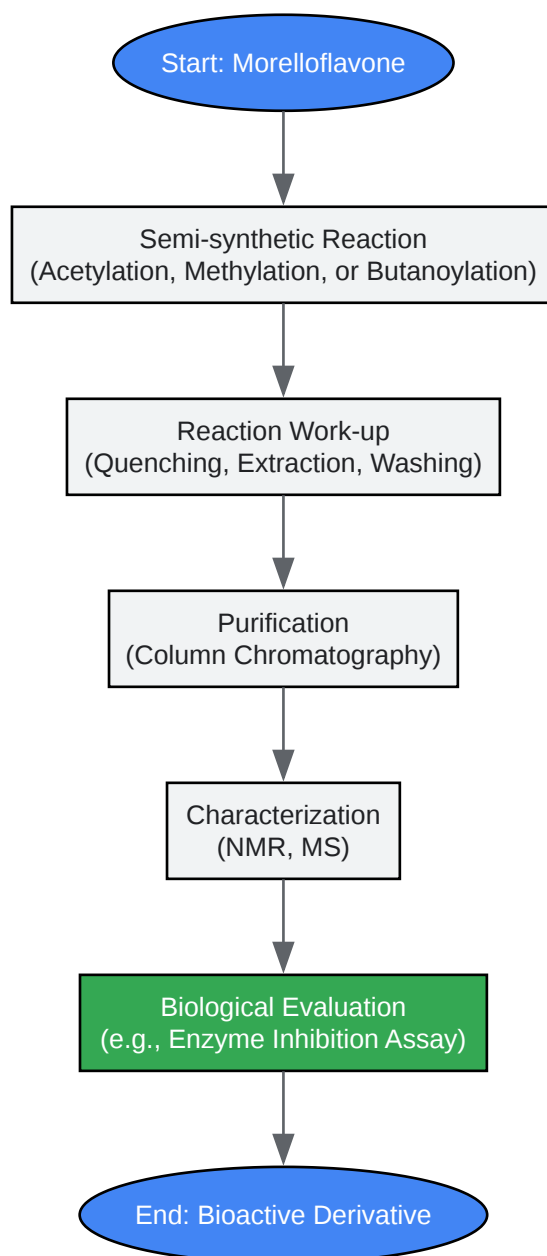 Start: Morelloflavone
Semi-synthetic Reaction
(Acetylation, Methylation, or Butanoylation)
Reaction Work-up
(Quenching, Extraction, Washing)
Purification
(Column Chromatography)
Characterization
(NMR, MS)
Biological Evaluation
(e.g., Enzyme Inhibition Assay)
End: Bioactive Derivative